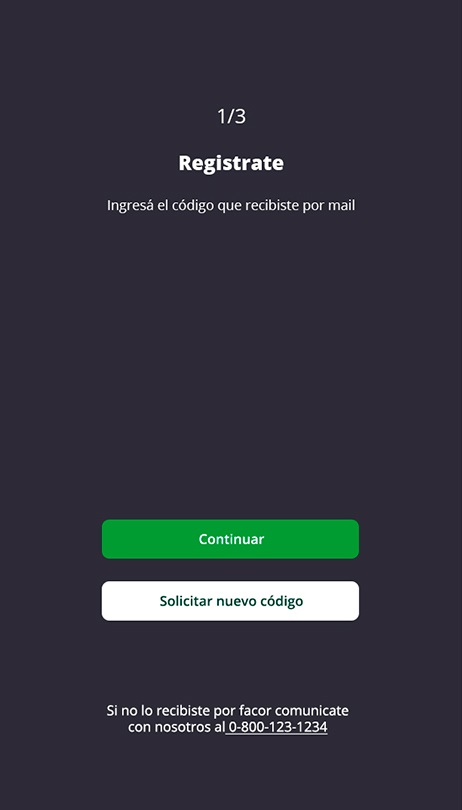 1/3
Registrate
Ingresá el código que recibiste por mail
Continuar
Solicitar nuevo código
Si no lo recibiste por facor comunicate
con nosotros al 0-800-123-1234